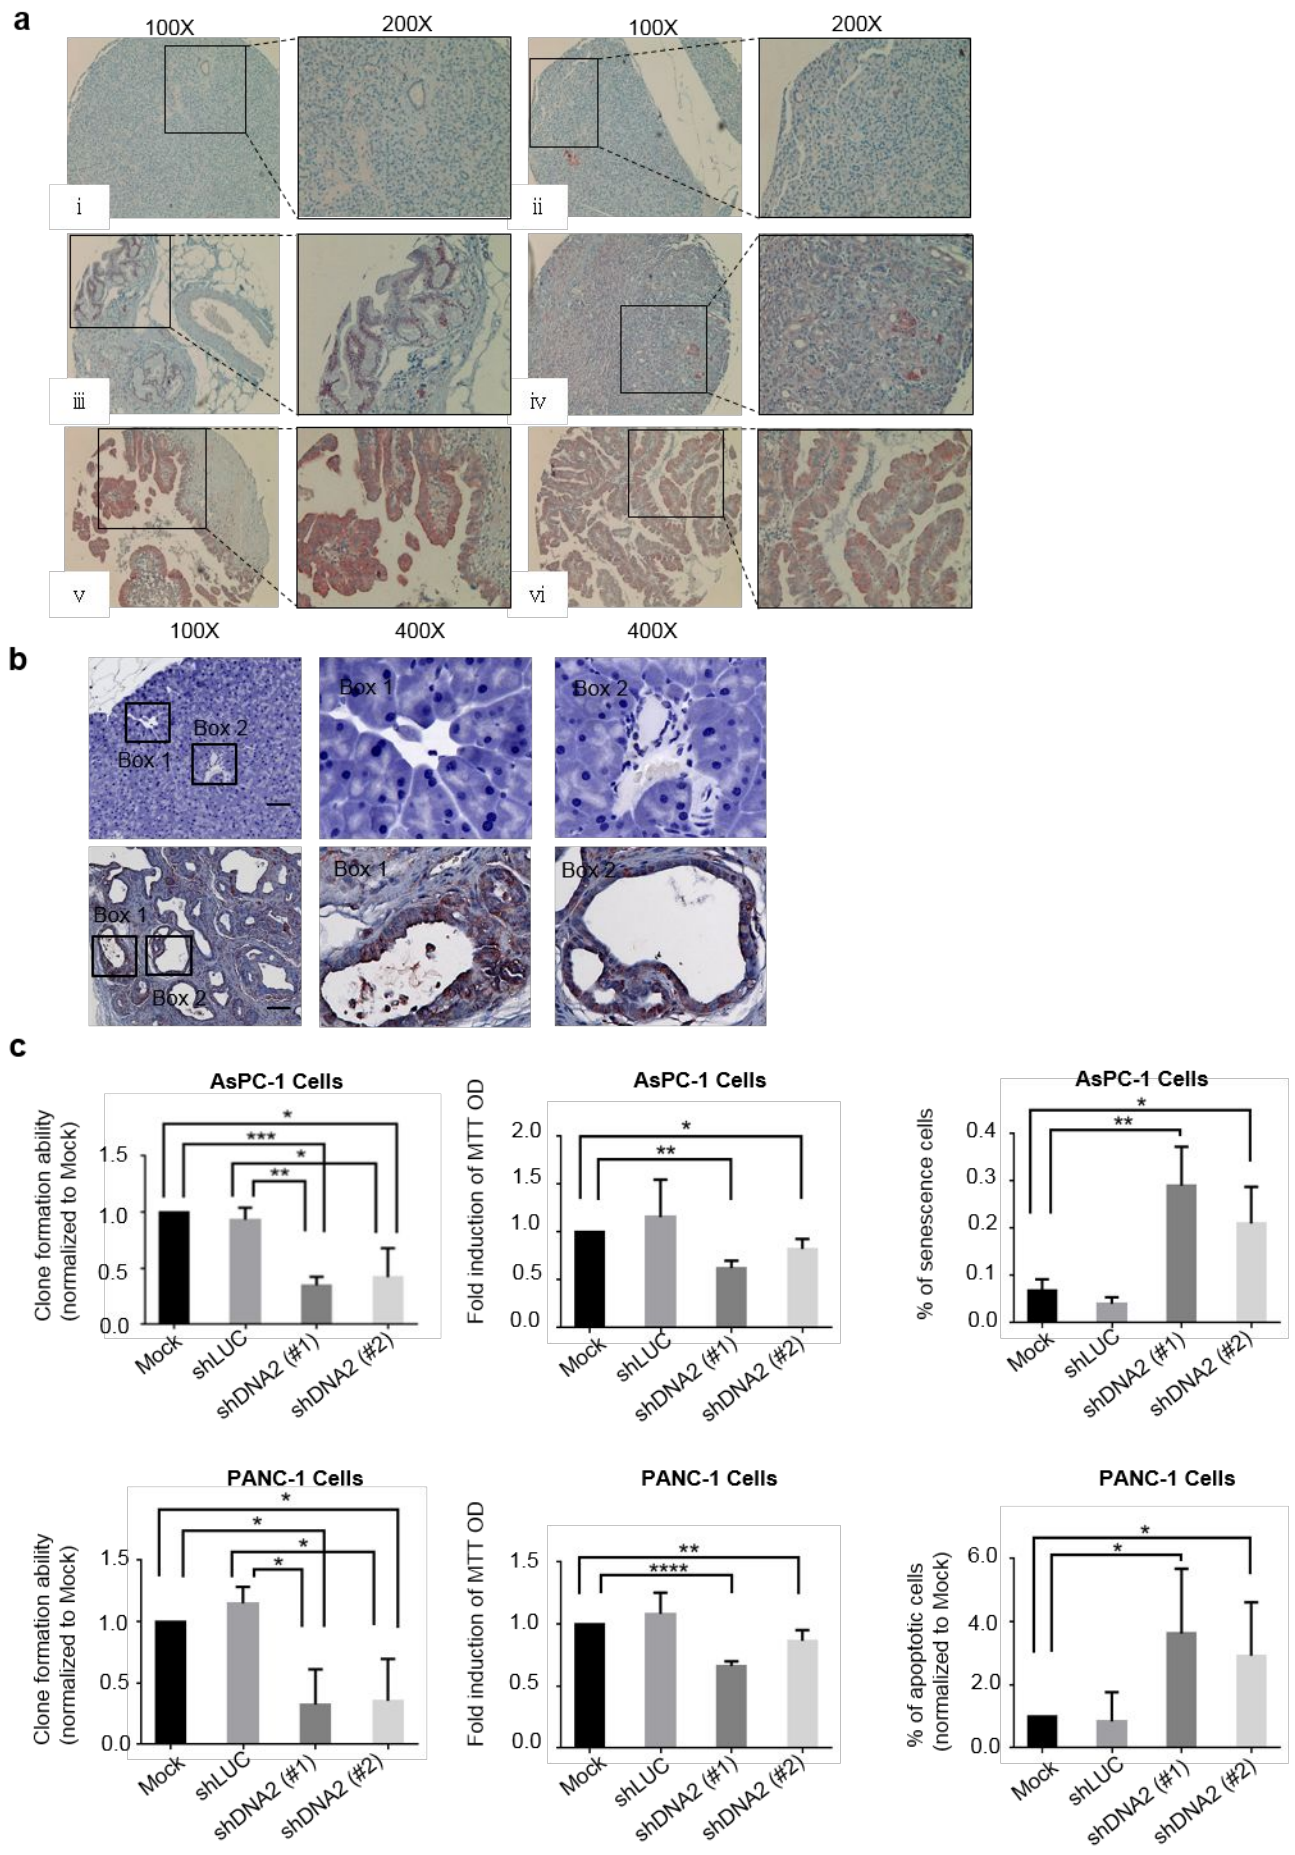 a
100X 200X 100X 200X
i ii
iii iv
v vi
100X 400X 400X
b
Box 1
Box 2
Box 1
Box 2
Box 1
Box 2
Box 1
Box 2
c
AsPC-1 Cells
Clone formation ability
(normalized to Mock)
*
***
*
**
1.5
1.0
0.5
0.0
Mock shLUC shDNA2 (#1) shDNA2 (#2)
AsPC-1 Cells
Fold induction of MTT OD
*
**
2.0
1.0
0.5
0.0
Mock shLUC shDNA2 (#1) shDNA2 (#2)
AsPC-1 Cells
% of senescence cells
*
**
0.4
0.3
0.2
0.1
0.0
Mock shLUC shDNA2 (#1) shDNA2 (#2)
PANC-1 Cells
Clone formation ability
(normalized to Mock)
*
*
*
*
1.5
1.0
0.5
0.0
Mock shLUC shDNA2 (#1) shDNA2 (#2)
PANC-1 Cells
Fold induction of MTT OD
**
****
1.5
1.0
0.5
0.0
Mock shLUC shDNA2 (#1) shDNA2 (#2)
PANC-1 Cells
% of apoptotic cells
(normalized to Mock)
*
*
6.0
4.0
2.0
0.0
Mock shLUC shDNA2 (#1) shDNA2 (#2)